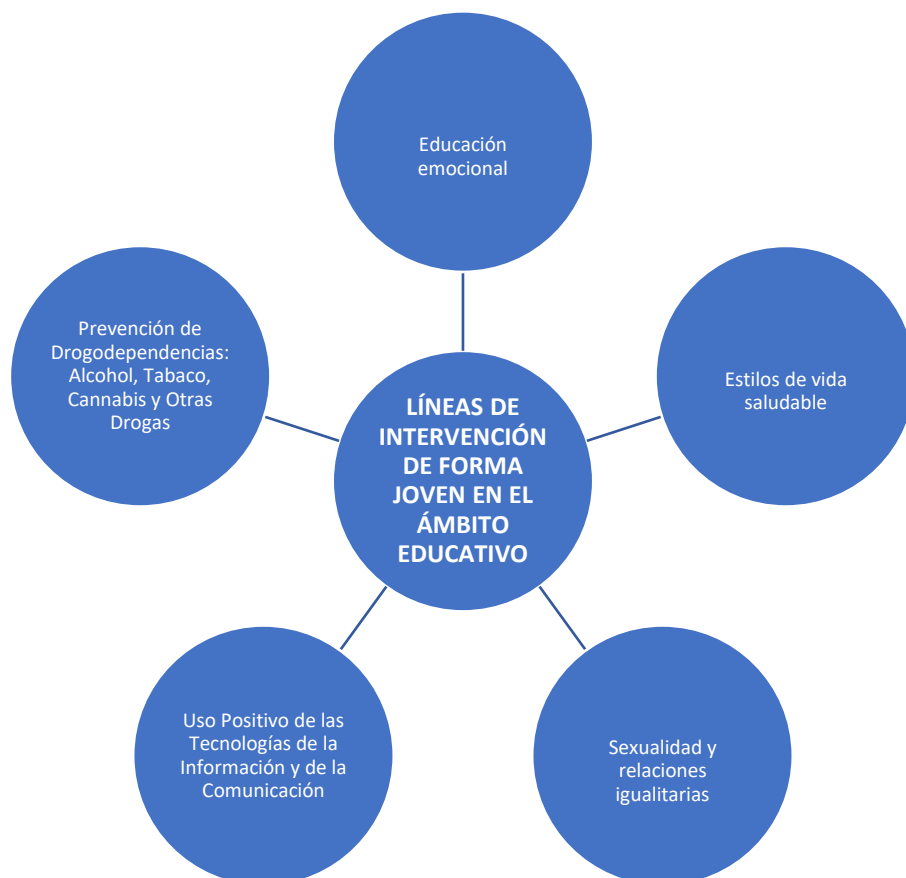 Educación
emocional
Prevención de
Drogodependencias:
Alcohol, Tabaco,
Cannabis y Otras
Drogas
Estilos de vida
saludable
LÍNEAS DE
INTERVENCIÓN
DE FORMA
JOVEN EN EL
ÁMBITO
EDUCATIVO
Uso Positivo de las
Tecnologías de la
Información y de la
Comunicación
Sexualidad y
relaciones
igualitarias